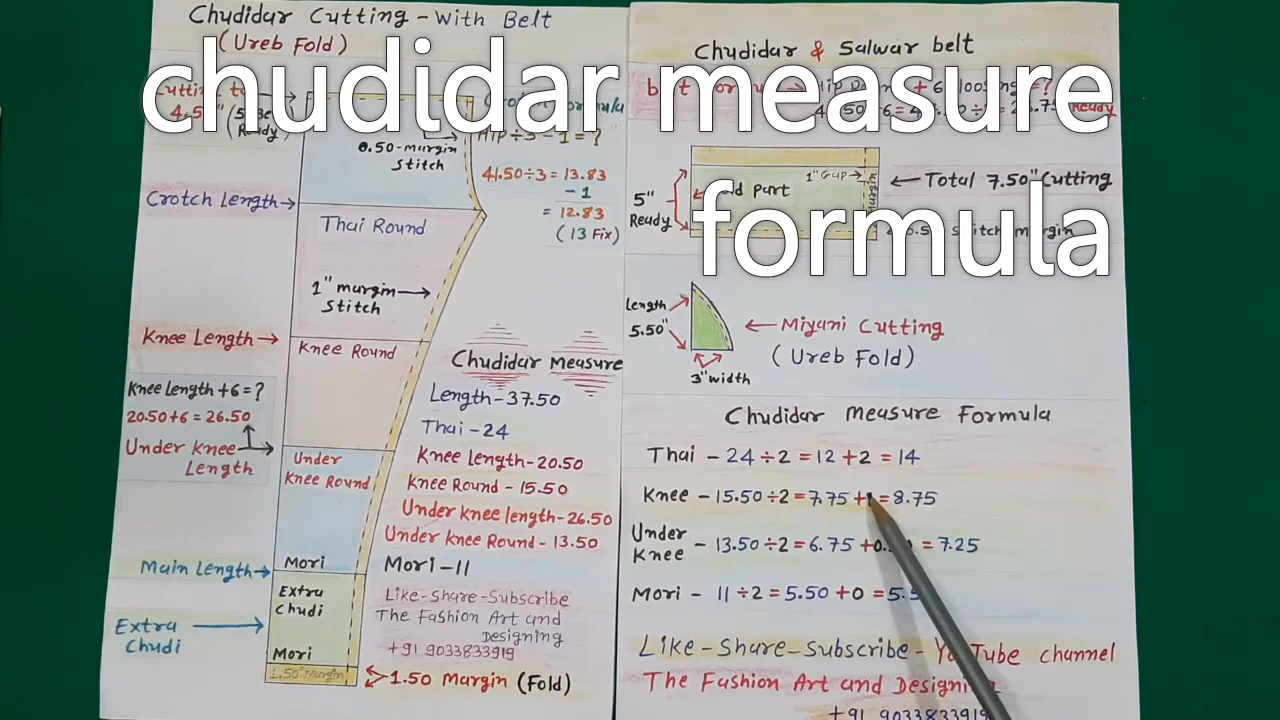 chudidar measure
formula
Chudidar Cutting - With Belt
(Ureb Fold)
0.50-margin
Stitch
Hip÷3-1=?
41.50÷3=13.83
-1
=12.83
(13 Fix)
Crotch Length→
Thai Round
1" margin→
Stitch
Knee Length→
Knee Round
Knee Length+6=?
20.50+6=26.50
Under Knee→
Length
Under
Knee Round
Main Length→
Mori
Extra
Chudi
Extra
Chudi
Mori
1.50" Margin
1.50 Margin (Fold)
Chudidar Measure
Length-37.50
Thai-24
Knee Length-20.50
Knee Round-15.50
Under Knee length-26.50
Under Knee Round-13.50
Mori-11
Like-Share-Subscribe
The Fashion Art and
Designing
+91 9033833919
Chudidar & Salwar belt
Ready
5"
Ready
1" Gap→
part
←Total 7.50" Cutting
Length
5.50"
3" width
←Miyani Cutting
(Ureb Fold)
Chudidar Measure Formula
Thai - 24÷2=12+2=14
Knee - 15.50÷2=7.75+1=8.75
Under
Knee - 13.50÷2=6.75 =7.25
Mori - 11÷2=5.50+0
Like-Share-Subscribe- YouTube channel
The Fashion Art and Designing
+91 9033833919